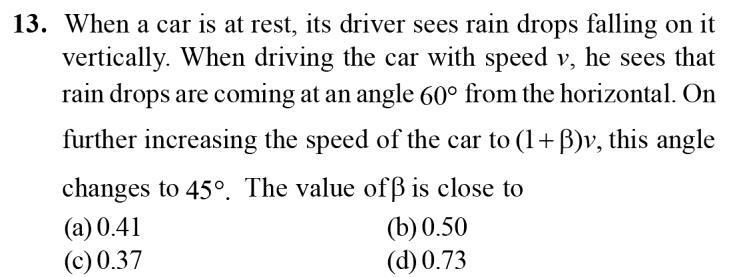 13. When a car is at rest, its driver sees rain drops falling on it
vertically. When driving the car with speed v, he sees that
rain drops are coming at an angle 60° from the horizontal. On
further increasing the speed of the car to (1+β)v, this angle
changes to 45°. The value of β is close to
(a) 0.41 (b) 0.50
(c) 0.37 (d) 0.73